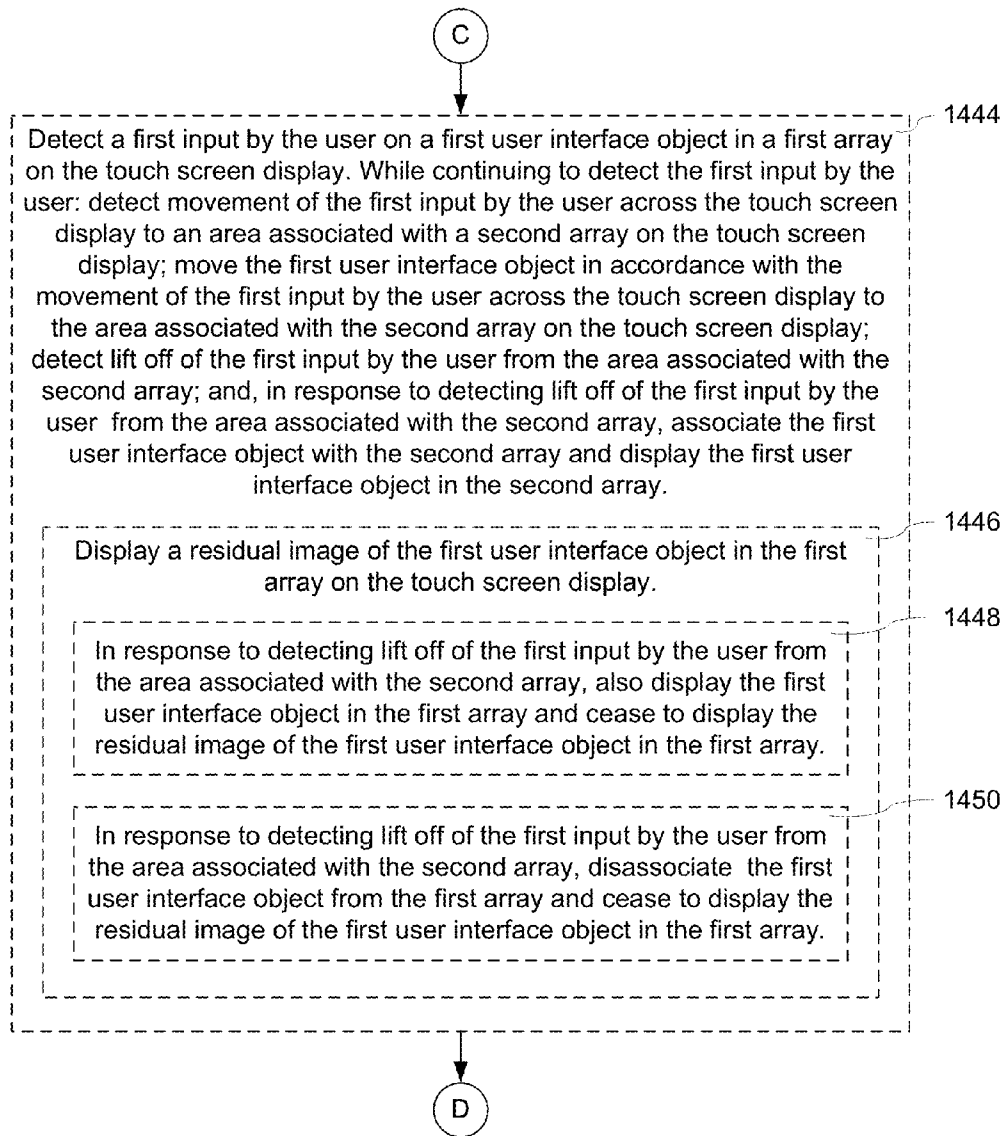 C
1444
Detect a first input by the user on a first user interface object in a first array
on the touch screen display. While continuing to detect the first input by the
user: detect movement of the first input by the user across the touch screen
display to an area associated with a second array on the touch screen
display; move the first user interface object in accordance with the
movement of the first input by the user across the touch screen display to
the area associated with the second array on the touch screen display;
detect lift off of the first input by the user from the area associated with the
second array; and, in response to detecting lift off of the first input by the
user from the area associated with the second array, associate the first
user interface object with the second array and display the first user
interface object in the second array.
1446
Display a residual image of the first user interface object in the first
array on the touch screen display.
1448
In response to detecting lift off of the first input by the user from
the area associated with the second array, also display the first
user interface object in the first array and cease to display the
residual image of the first user interface object in the first array.
1450
In response to detecting lift off of the first input by the user from
the area associated with the second array, disassociate the first
user interface object from the first array and cease to display the
residual image of the first user interface object in the first array.
D